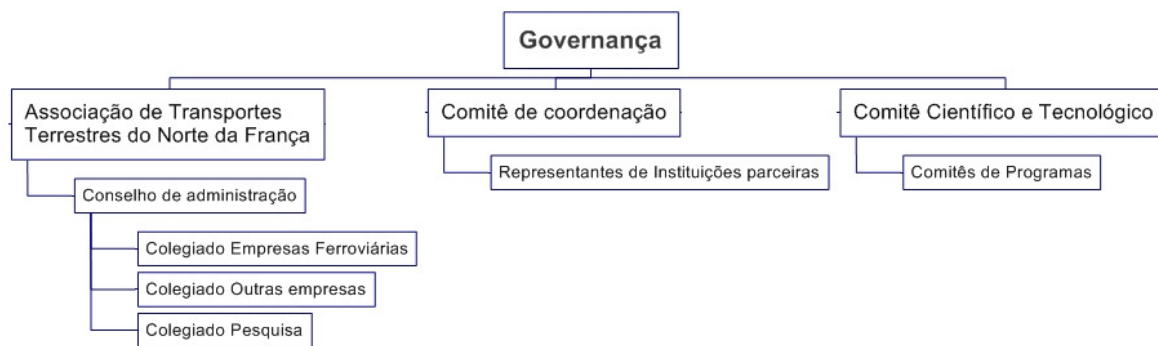 Governança
Associação de Transportes
Terrestres do Norte da França
Comitê de coordenação
Comitê Científico e Tecnológico
Representantes de Instituições parceiras
Comitês de Programas
Conselho de administração
Colegiado Empresas Ferroviárias
Colegiado Outras empresas
Colegiado Pesquisa